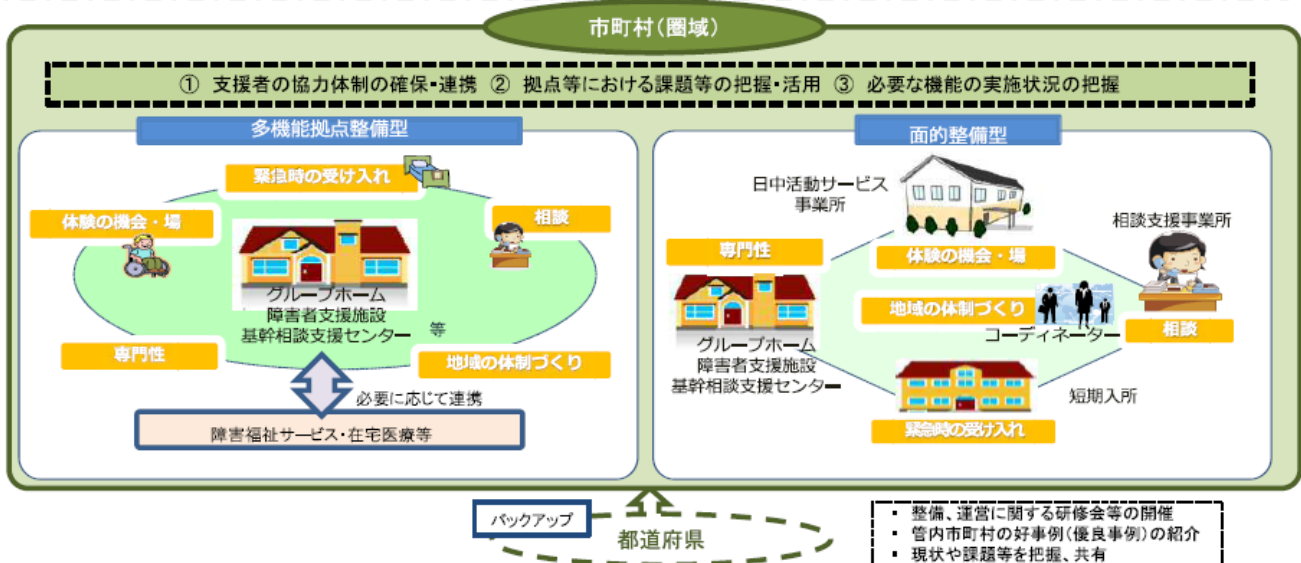 市町村(圏域)
① 支援者の協力体制の確保・連携 ② 拠点等における課題等の把握・活用 ③ 必要な機能の実施状況の把握
多機能拠点整備型
緊急時の受け入れ
体験の機会・場
相談
グループホーム
障害者支援施設
基幹相談支援センター 等
専門性
地域の体制づくり
必要に応じて連携
障害福祉サービス・在宅医療等
面的整備型
日中活動サービス
事業所
相談支援事業所
専門性
体験の機会・場
地域の体制づくり
コーディネーター
相談
グループホーム
障害者支援施設
基幹相談支援センター
短期入所
緊急時の受け入れ
バックアップ
都道府県
▪ 整備、運営に関する研修会等の開催
▪ 管内市町村の好事例(優良事例)の紹介
▪ 現状や課題等を把握、共有